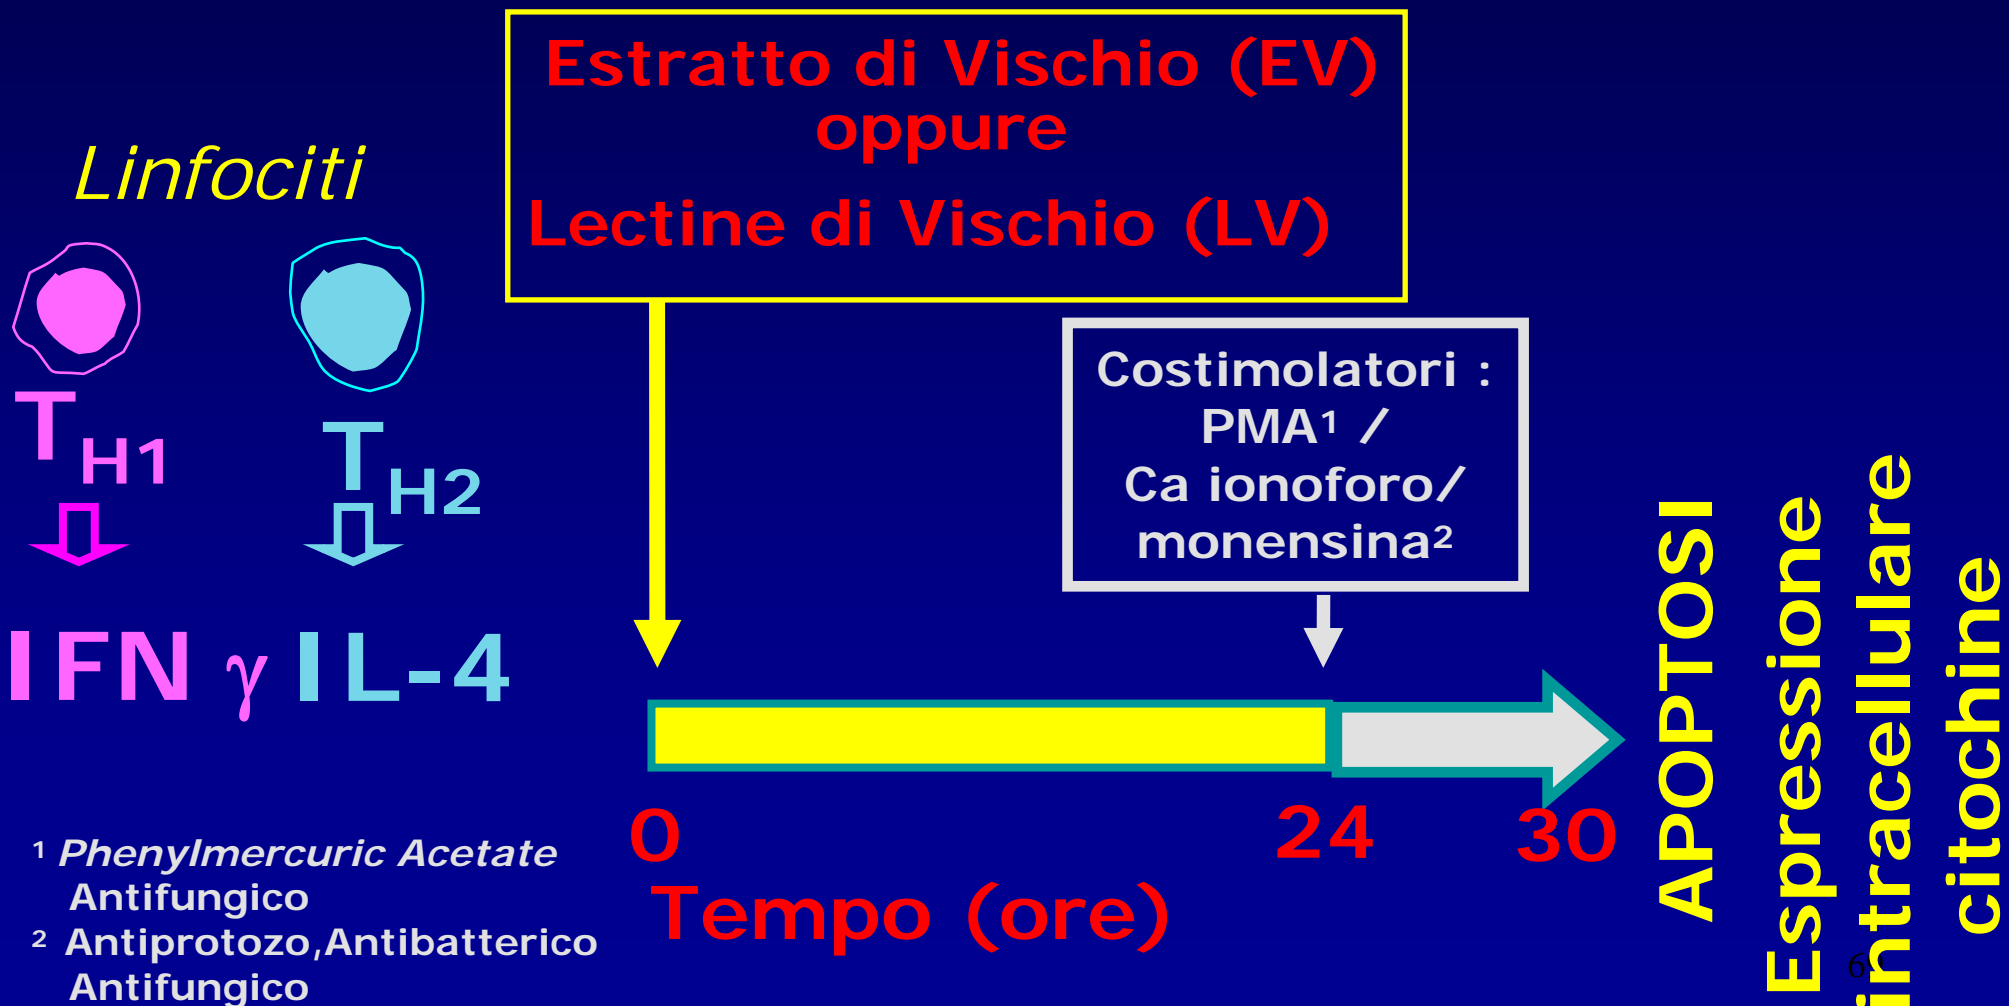 Estratto di Vischio (EV)
oppure
Lectine di Vischio (LV)
Linfociti
TH1
TH2
IFN γ
IL-4
Costimolatori :
PMA¹ /
Ca ionoforo/
monensina²
0
24
30
Tempo (ore)
APOPTOSI
Espressione
intracellulare
citochine
¹ Phenylmercuric Acetate
Antifungico
² Antiprotozo,Antibatterico
Antifungico